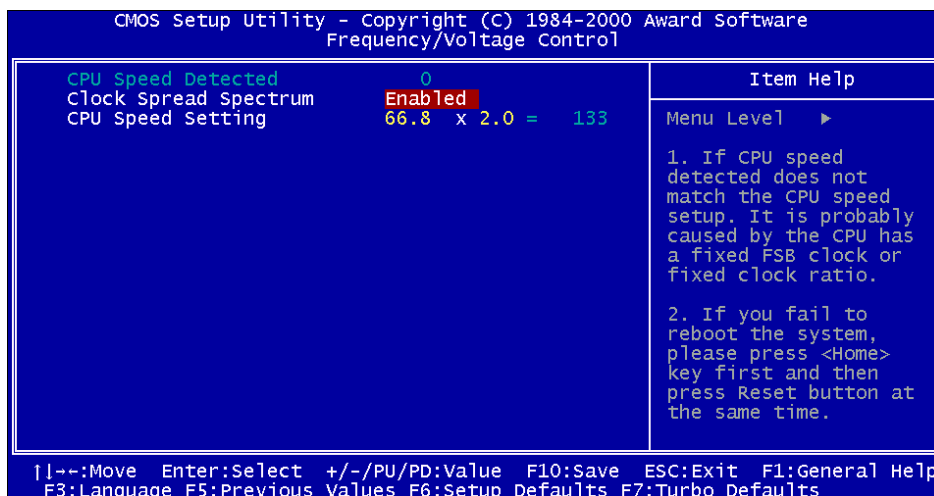 CMOS Setup Utility – Copyright (C) 1984-2000 Award Software
Frequency/Voltage Control
CPU Speed Detected 0
Clock Spread Spectrum Enabled
CPU Speed Setting 66.8 x 2.0 = 133
Item Help
Menu Level ▶
1. If CPU speed
detected does not
match the CPU speed
setup. It is probably
caused by the CPU has
a fixed FSB clock or
fixed clock ratio.
2. If you fail to
reboot the system,
please press <Home>
key first and then
press Reset button at
the same time.
↑↓→←:Move Enter:Select +/-/PU/PD:Value F10:Save ESC:Exit F1:General Help
F3:Language F5:Previous Values F6:Setup Defaults F7:Turbo Defaults